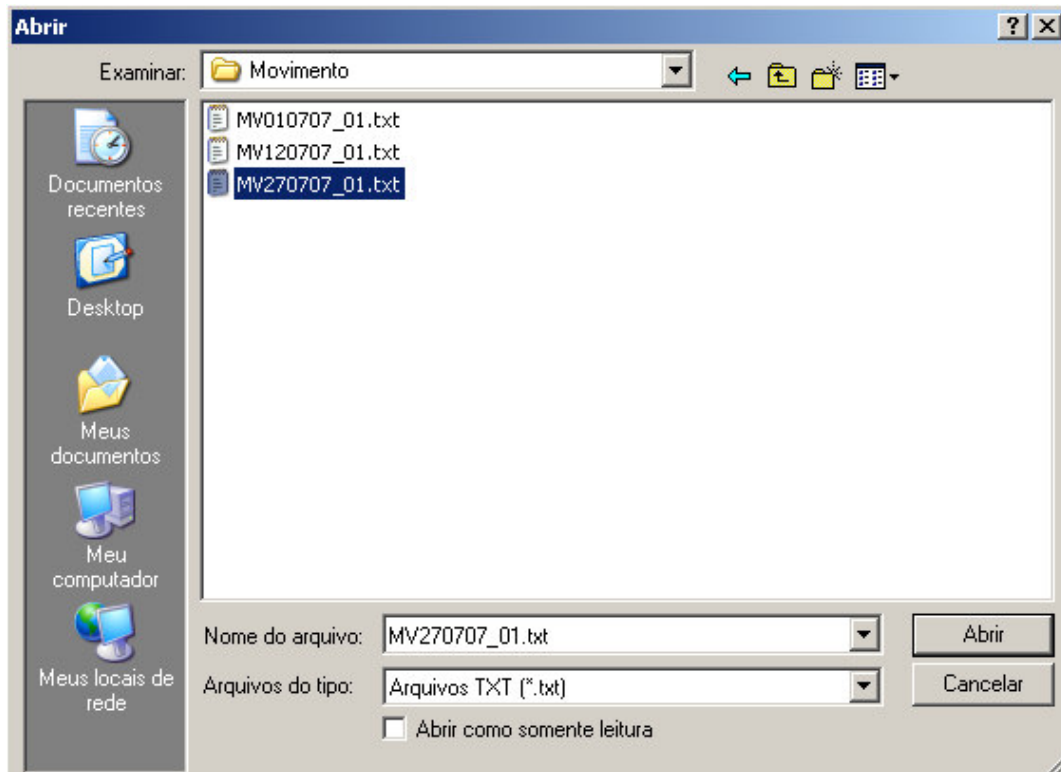 Abrir
Examinar:
Movimento
MV010707_01.txt
MV120707_01.txt
MV270707_01.txt
Documentos
recentes
Desktop
Meus
documentos
Meu
computador
Meus locais de
rede
Nome do arquivo:
MV270707_01.txt
Abrir
Arquivos do tipo:
Arquivos TXT (*.txt)
Cancelar
Abrir como somente leitura